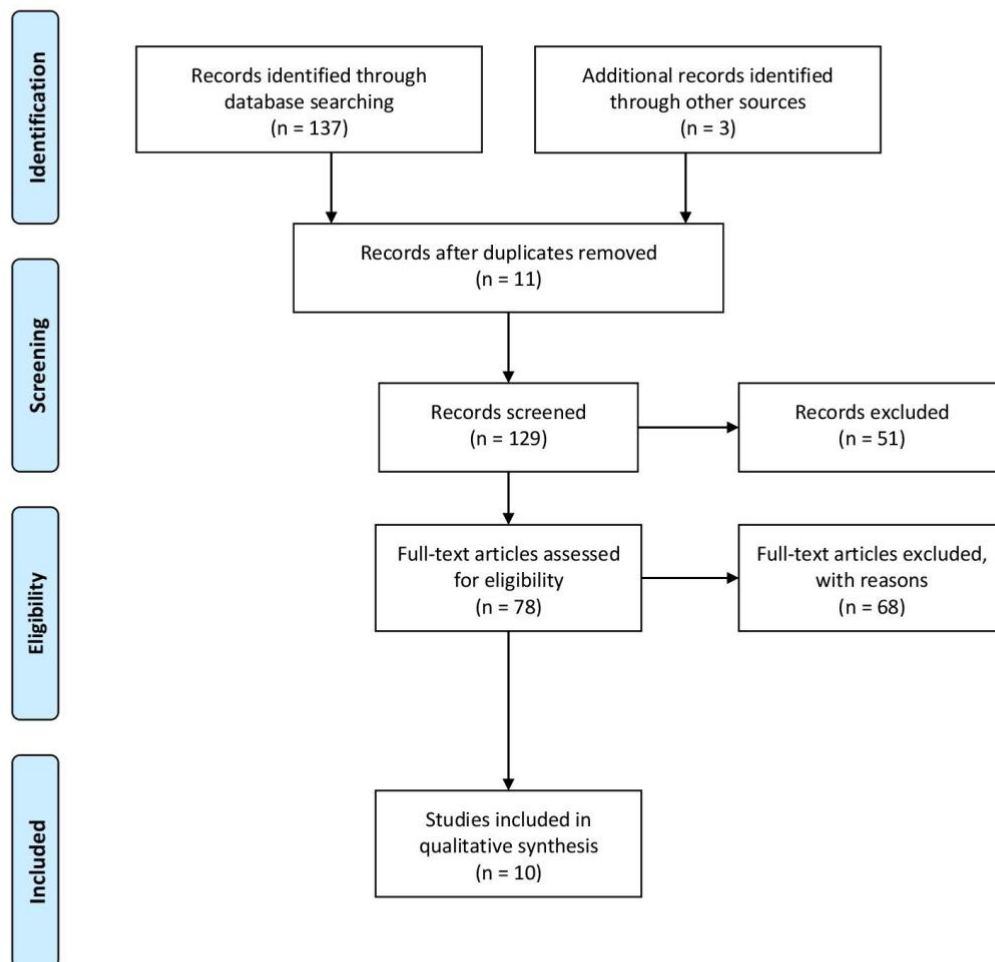 Identification
Records identified through
database searching
(n = 137)
Additional records identified
through other sources
(n = 3)
Records after duplicates removed
(n = 11)
Screening
Records screened
(n = 129)
Records excluded
(n = 51)
Eligibility
Full-text articles assessed
for eligibility
(n = 78)
Full-text articles excluded,
with reasons
(n = 68)
Included
Studies included in
qualitative synthesis
(n = 10)